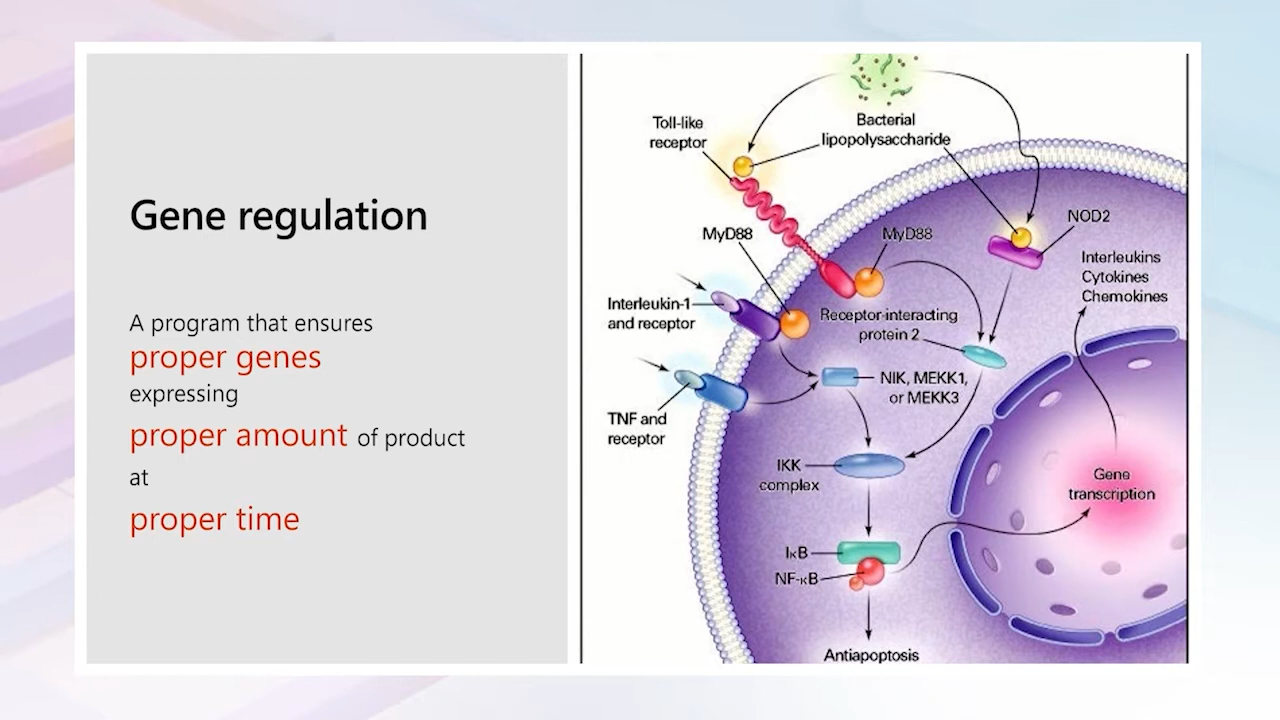 Gene regulation
A program that ensures
proper genes
expressing
proper amount of product
at
proper time
Bacterial
lipopolysaccharide
Toll-like
receptor
MyD88
MyD88
NOD2
Interleukins
Cytokines
Chemokines
Interleukin-1
and receptor
Receptor-interacting
protein 2
NIK, MEKK1,
or MEKK3
TNF and
receptor
IKK
complex
Gene
transcription
IκB
NF-κB
Antiapoptosis